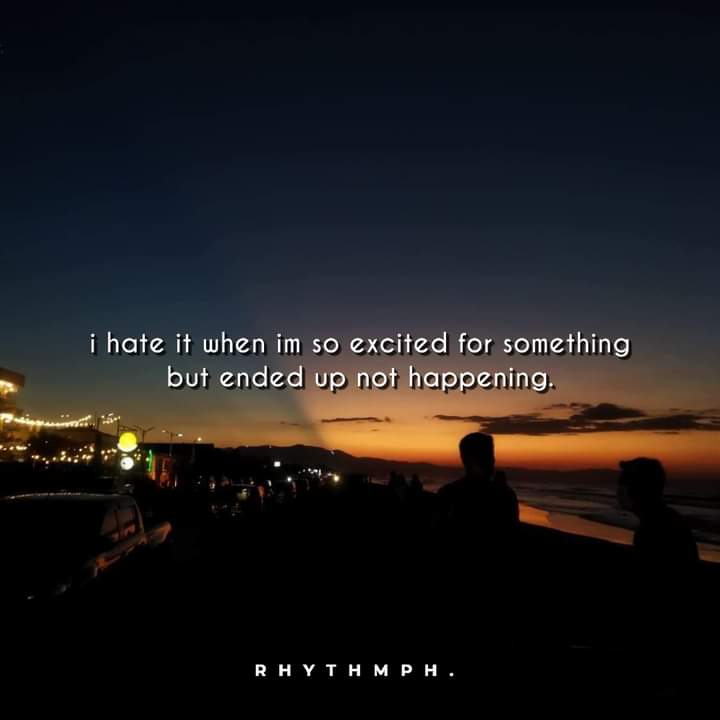 i hate it when im so excited for something
but ended up not happening.
RHYTHMPH.